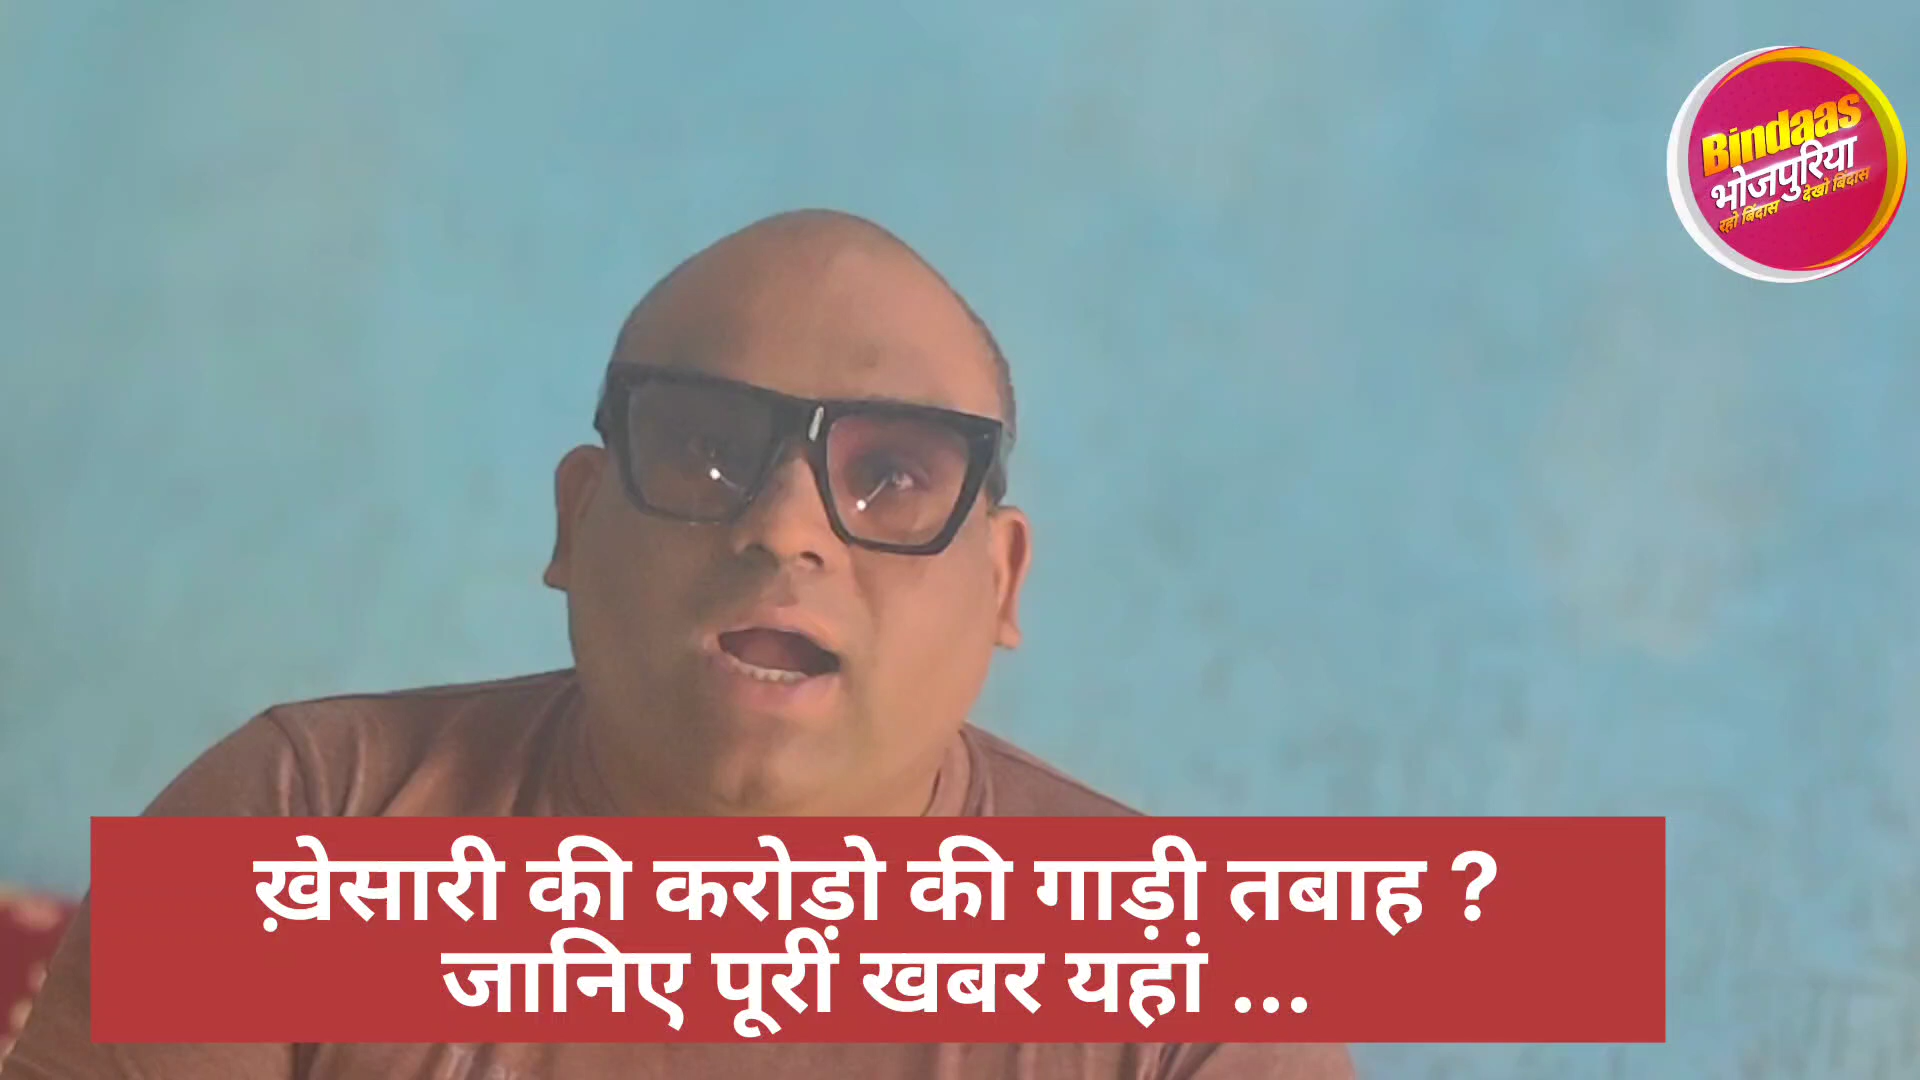 Bindaas
भोजपुरिया
रहो बिंदास देखो बिंदास
ख़ेसारी की करोड़ो की गाड़ी तबाह ?
जानिए पूरी खबर यहां ...